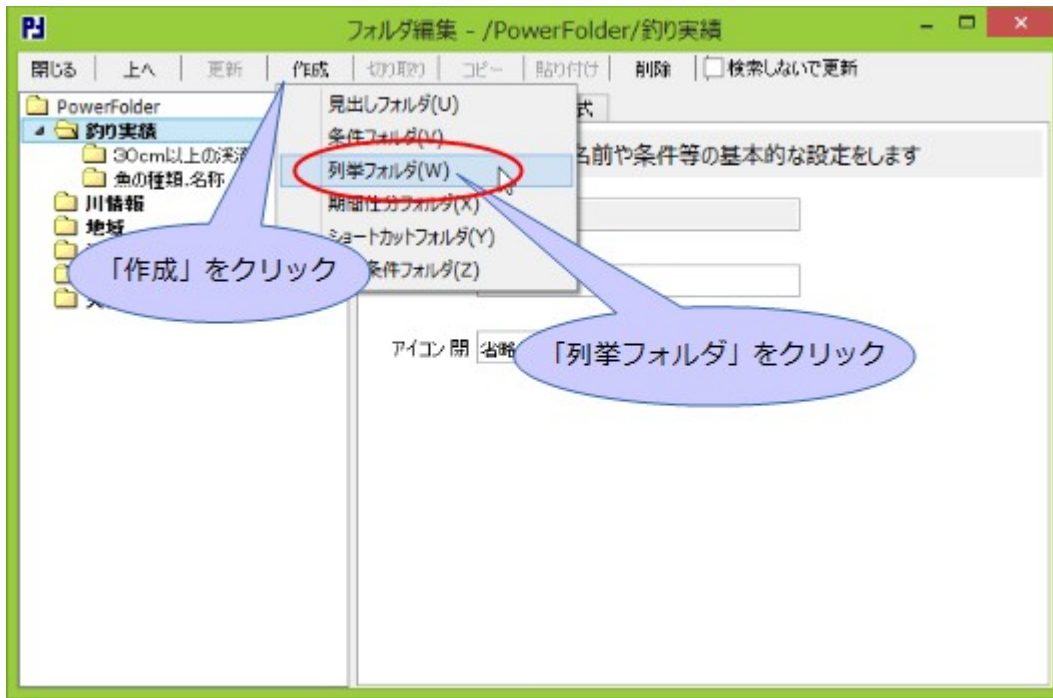 フォルダ編集 - /PowerFolder/釣り実績
閉じる 上へ 更新 作成 切り取り コピー 貼り付け 削除 検索しないで更新
PowerFolder
釣り実績
30cm以上の渓流
魚の種類.名称
川情報
地域
見出しフォルダ(U)
条件フォルダ(V)
列挙フォルダ(W)
期間仕分フォルダ(X)
ショートカットフォルダ(Y)
条件フォルダ(Z)
式
名前や条件等の基本的な設定をします
アイコン 閉 省略
「作成」をクリック
「列挙フォルダ」をクリック